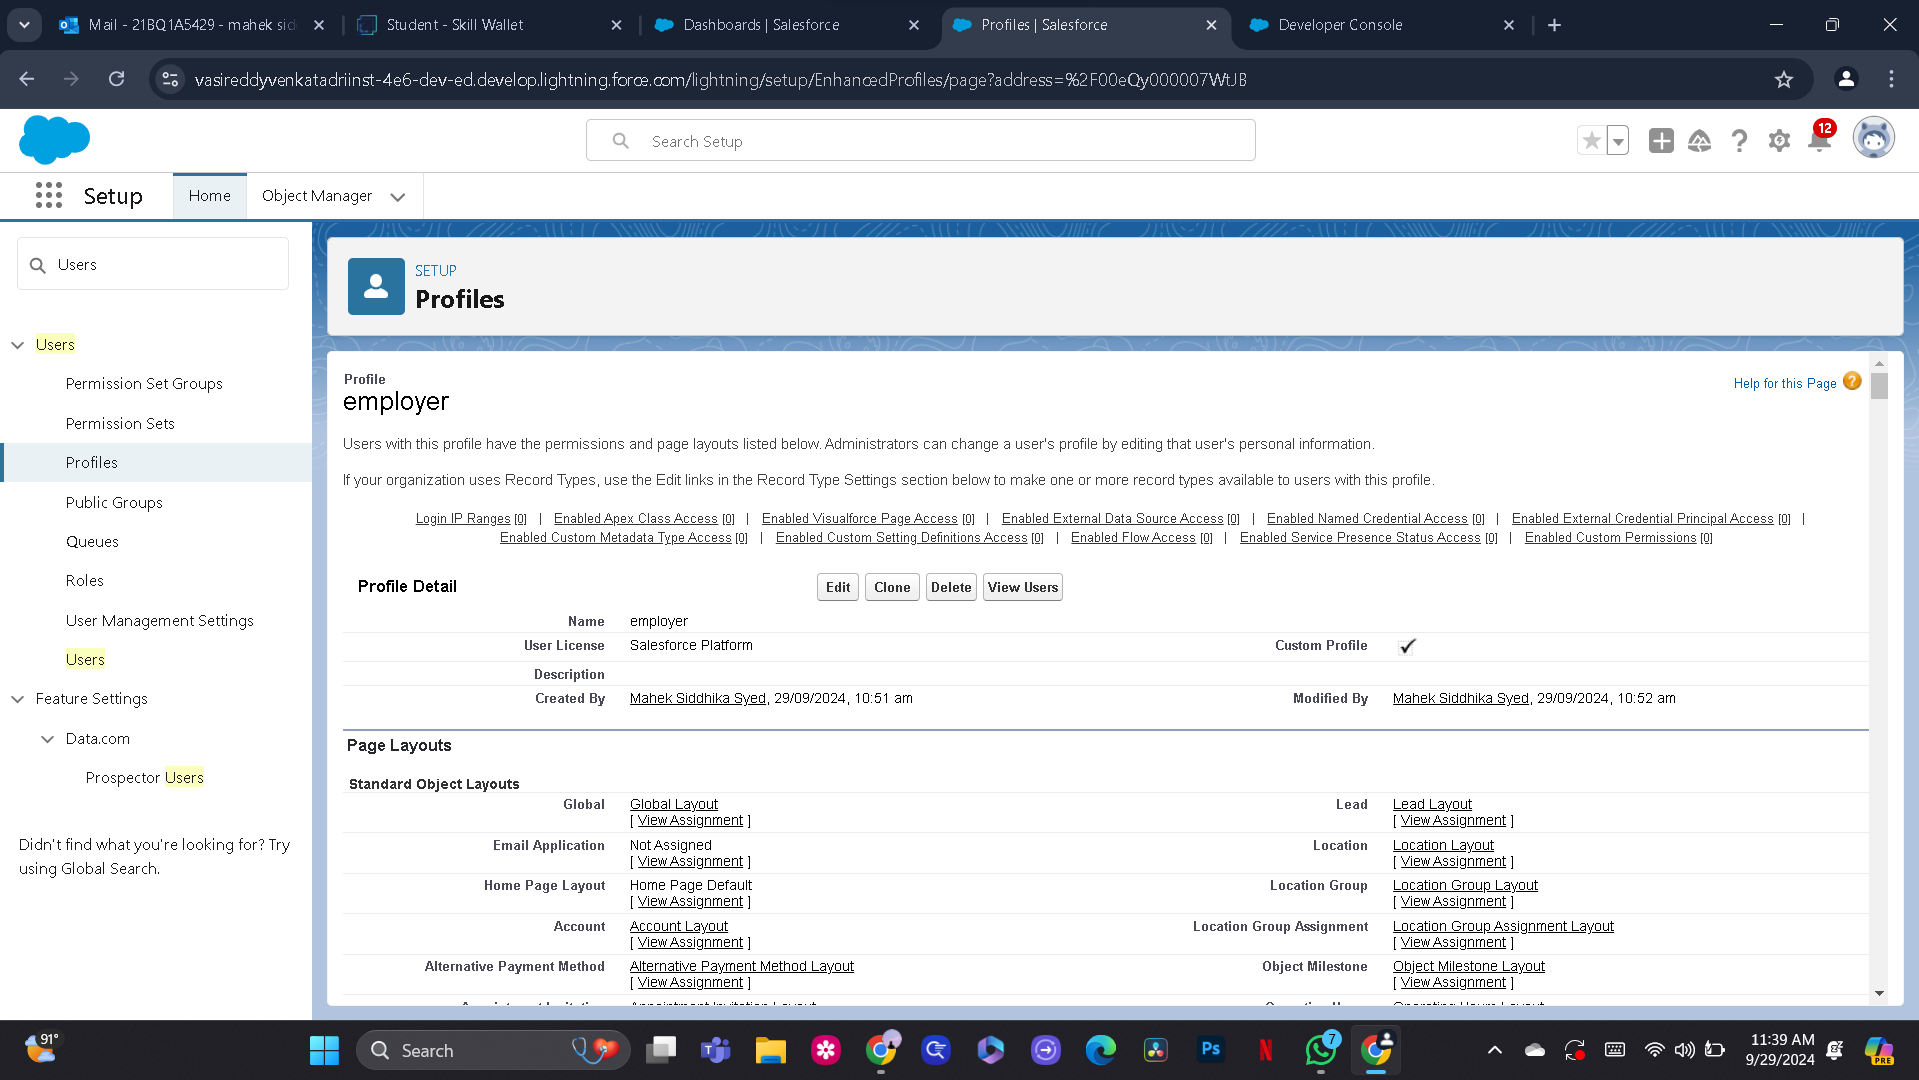 Mail - 21BQ1A5429 - mahek sid
Student - Skill Wallet
Dashboards | Salesforce
Profiles | Salesforce
Developer Console
vasireddyvenkatadriinst-4e6-dev-ed.develop.lightning.force.com/lightning/setup/EnhancedProfiles/page?address=%2F00eQy000007WtJB
Search Setup
12
Setup
Home
Object Manager
Users
Users
Permission Set Groups
Permission Sets
Profiles
Public Groups
Queues
Roles
User Management Settings
Users
Feature Settings
Data.com
Prospector Users
Didn't find what you're looking for? Try
using Global Search.
SETUP
Profiles
Profile
employer
Help for this Page
Users with this profile have the permissions and page layouts listed below. Administrators can change a user's profile by editing that user's personal information.
If your organization uses Record Types, use the Edit links in the Record Type Settings section below to make one or more record types available to users with this profile.
Login IP Ranges [0] | Enabled Apex Class Access [0] | Enabled Visualforce Page Access [0] | Enabled External Data Source Access [0] | Enabled Named Credential Access [0] | Enabled External Credential Principal Access [0] |
Enabled Custom Metadata Type Access [0] | Enabled Custom Setting Definitions Access [0] | Enabled Flow Access [0] | Enabled Service Presence Status Access [0] | Enabled Custom Permissions [0]
Profile Detail
Edit Clone Delete View Users
Name employer
User License Salesforce Platform Custom Profile
Description
Created By Mahek Siddhika Syed, 29/09/2024, 10:51 am Modified By Mahek Siddhika Syed, 29/09/2024, 10:52 am
Page Layouts
Standard Object Layouts
Global Global Layout Lead Lead Layout
[ View Assignment ] [ View Assignment ]
Email Application Not Assigned Location Location Layout
[ View Assignment ] [ View Assignment ]
Home Page Layout Home Page Default Location Group Location Group Layout
[ View Assignment ] [ View Assignment ]
Account Account Layout Location Group Assignment Location Group Assignment Layout
[ View Assignment ] [ View Assignment ]
Alternative Payment Method Alternative Payment Method Layout Object Milestone Object Milestone Layout
[ View Assignment ] [ View Assignment ]
91°
Search
Ps
7
PRE
11:39 AM
9/29/2024